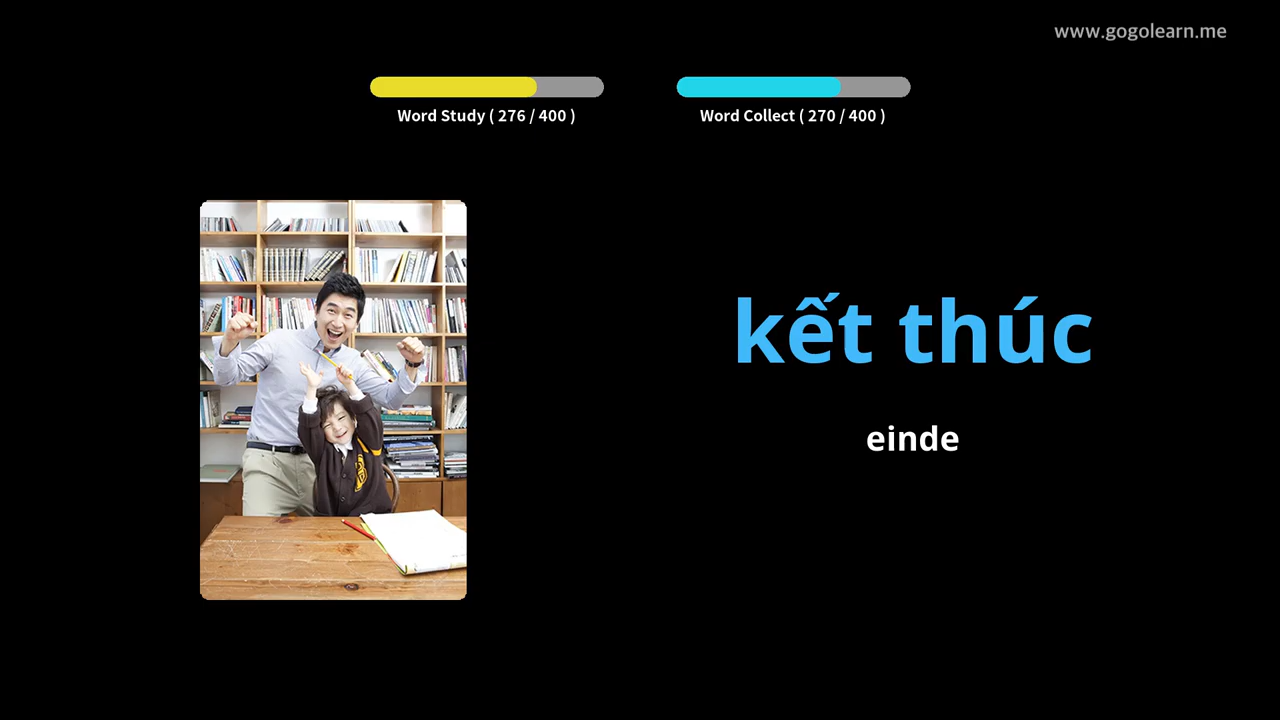 www.gogolearn.me
Word Study ( 276 / 400 )
Word Collect ( 270 / 400 )
kết thúc
einde